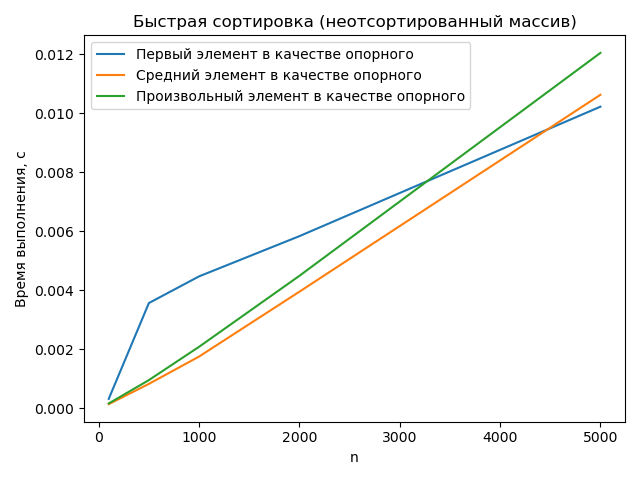 Быстрая сортировка (неотсортированный массив)
Первый элемент в качестве опорного
Средний элемент в качестве опорного
Произвольный элемент в качестве опорного
Время выполнения, с
0.012
0.010
0.008
0.006
0.004
0.002
0.000
0 1000 2000 3000 4000 5000
n